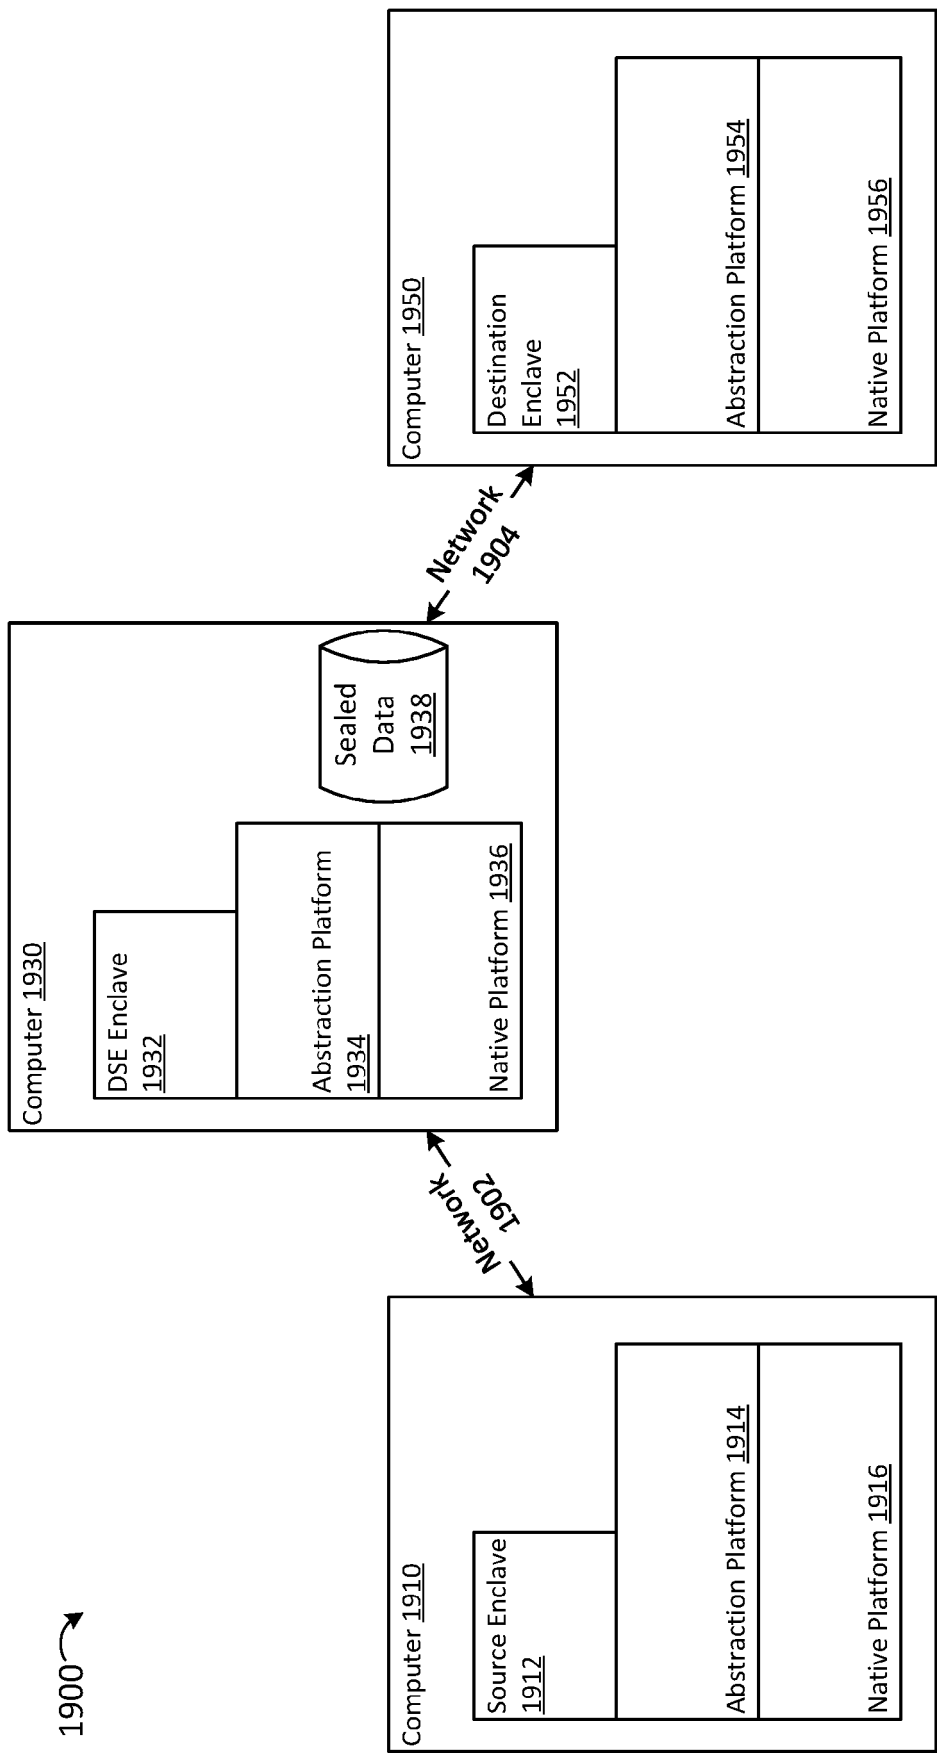 1900
Computer 1910
Source Enclave
1912
Abstraction Platform 1914
Native Platform 1916
Network
1902
Computer 1930
DSE Enclave
1932
Abstraction Platform
1934
Native Platform 1936
Sealed
Data
1938
Network
1904
Computer 1950
Destination
Enclave
1952
Abstraction Platform 1954
Native Platform 1956